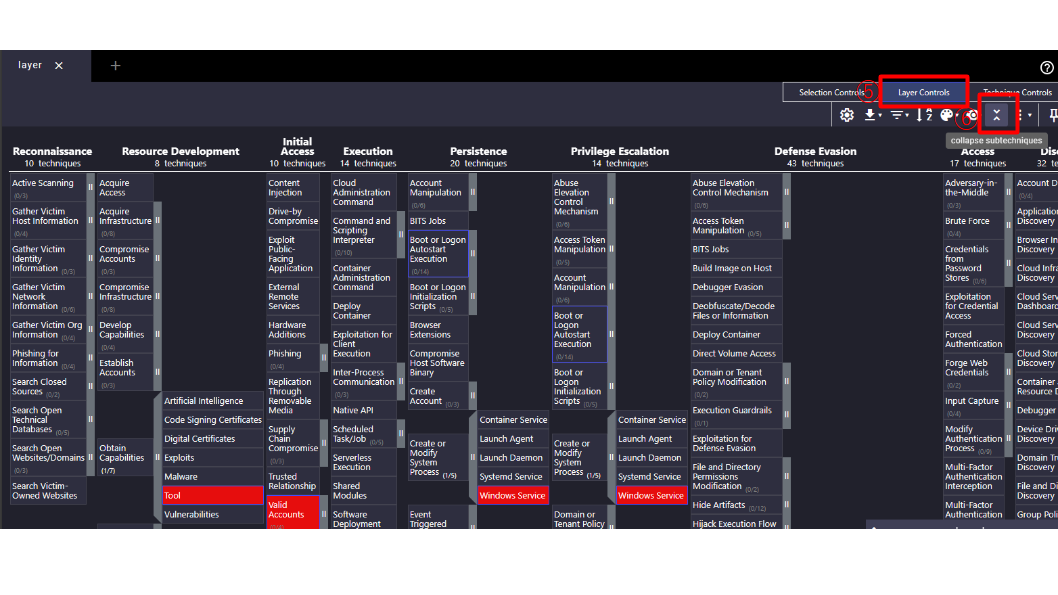 layer
Selection Controls
⑤
Layer Controls
Technique Controls
⑥
collapse subtechniques
Reconnaissance
10 techniques
Active Scanning
(0/3)
Gather Victim
Host Information
(0/4)
Gather Victim
Identity
Information (0/3)
Gather Victim
Network
Information (0/6)
Gather Victim Org
Information (0/4)
Phishing for
Information (0/4)
Search Closed
Sources (0/2)
Search Open
Technical
Databases (0/5)
Search Open
Websites/Domains
(0/3)
Search Victim-
Owned Websites
Resource Development
8 techniques
Acquire
Access
Acquire
Infrastructure
(0/8)
Compromise
Accounts
(0/3)
Compromise
Infrastructure
(0/8)
Develop
Capabilities
(0/4)
Establish
Accounts
(0/3)
Obtain
Capabilities
(1/7)
Artificial Intelligence
Code Signing Certificates
Digital Certificates
Exploits
Malware
Tool
Vulnerabilities
Initial
Access
10 techniques
Content
Injection
Drive-by
Compromise
Exploit
Public-
Facing
Application
External
Remote
Services
Hardware
Additions
Phishing
Replication
Through
Removable
Media
Supply
Chain
Compromise
(0/3)
Trusted
Relationship
Valid
Accounts
Execution
14 techniques
Cloud
Administration
Command
Command and
Scripting
Interpreter
(0/10)
Container
Administration
Command
Deploy
Container
Exploitation for
Client
Execution
Inter-Process
Communication
(0/3)
Native API
Scheduled
Task/Job (0/5)
Serverless
Execution
Shared
Modules
Software
Deployment
Persistence
20 techniques
Account
Manipulation
(0/6)
BITS Jobs
Boot or Logon
Autostart
Execution
(0/14)
Boot or Logon
Initialization
Scripts (0/5)
Browser
Extensions
Compromise
Host Software
Binary
Create
Account (0/3)
Create or
Modify
System
Process (1/5)
Event
Triggered
Container Service
Launch Agent
Launch Daemon
Systemd Service
Windows Service
Privilege Escalation
14 techniques
Abuse
Elevation
Control
Mechanism
(0/6)
Access Token
Manipulation
(0/5)
Account
Manipulation
(0/6)
Boot or
Logon
Autostart
Execution
(0/14)
Boot or
Logon
Initialization
Scripts (0/5)
Create or
Modify
System
Process (1/5)
Domain or
Tenant Policy
Container Service
Launch Agent
Launch Daemon
Systemd Service
Windows Service
Defense Evasion
43 techniques
Abuse Elevation
Control Mechanism
(0/6)
Access Token
Manipulation (0/5)
BITS Jobs
Build Image on Host
Debugger Evasion
Deobfuscate/Decode
Files or Information
Deploy Container
Direct Volume Access
Domain or Tenant
Policy Modification
(0/2)
Execution Guardrails
(0/1)
Exploitation for
Defense Evasion
File and Directory
Permissions
Modification (0/2)
Hide Artifacts (0/12)
Hijack Execution Flow
Access
17 techniques
Adversary-in-
the-Middle
(0/3)
Brute Force
(0/4)
Credentials
from
Password
Stores (0/6)
Exploitation
for Credential
Access
Forced
Authentication
Forge Web
Credentials
(0/2)
Input Capture
(0/4)
Modify
Authentication
Process (0/9)
Multi-Factor
Authentication
Interception
Multi-Factor
Authentication
Disc
32 te
Account D
(0/4)
Application
Discovery
Browser In
Discovery
Cloud Infra
Discovery
Cloud Serv
Dashboard
Cloud Serv
Discovery
Cloud Stor
Discovery
Container
Resource D
Debugger
Device Driv
Discovery
Domain Tr
Discovery
File and Di
Discovery
Group Poli